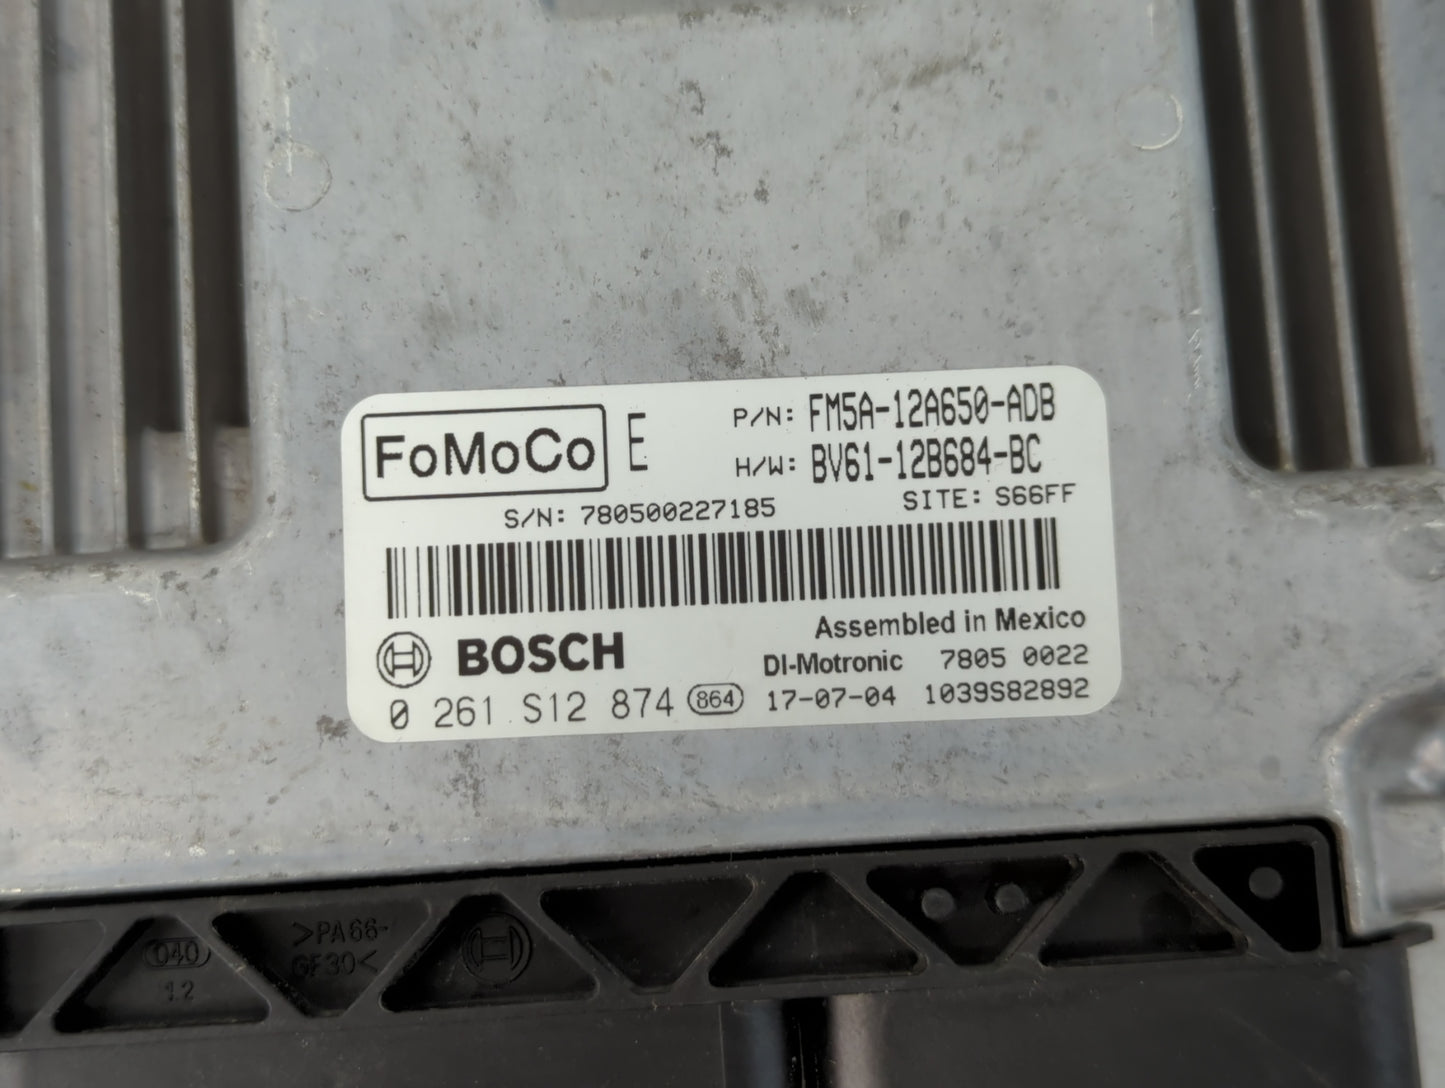 FoMoCo E P/N: FM5A-12A650-ADB
H/W: BV61-12B684-BC
S/N: 780500227185 SITE: S66FF
Assembled in Mexico
BOSCH DI-Motronic 7805 0022
0 261 S12 874 864 17-07-04 1039S82892
>PA66-
GF30<
040
12